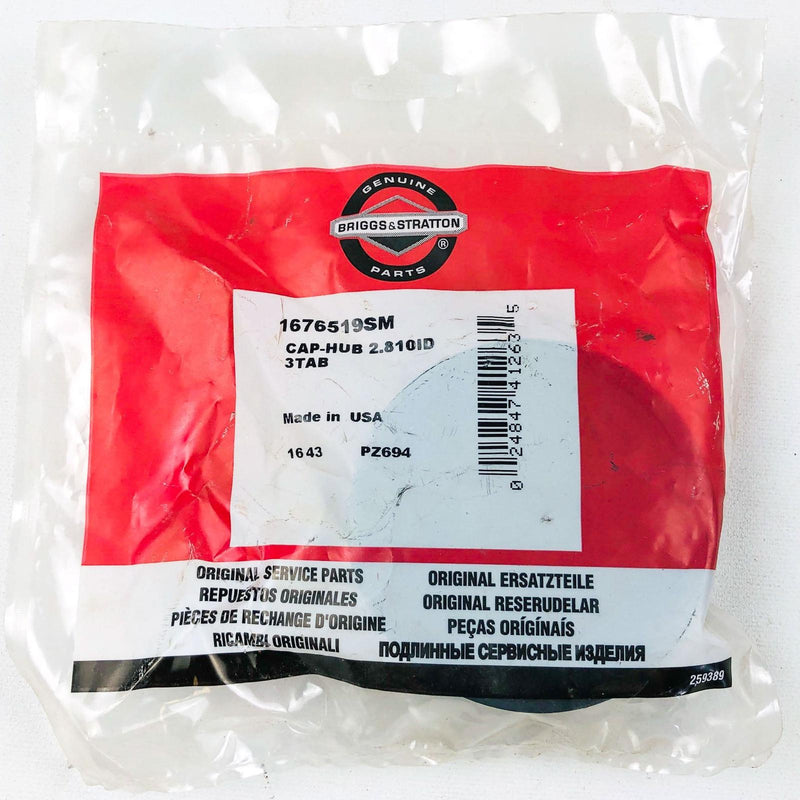 GENUINE
BRIGGS&STRATTON
®
PARTS
1676519SM
CAP-HUB 2.810ID
3TAB
Made in USA
1643 PZ694
0 24847 41263 5
ORIGINAL SERVICE PARTS
REPUESTOS ORIGINALES
PIÈCES DE RECHANGE D'ORIGINE
RICAMBI ORIGINALI
ORIGINAL ERSATZTEILE
ORIGINAL RESERUDELAR
PEÇAS ORÍGÍNAÍS
ПОДЛИННЫЕ СЕРВИСНЫЕ ИЗДЕЛИЯ
259389